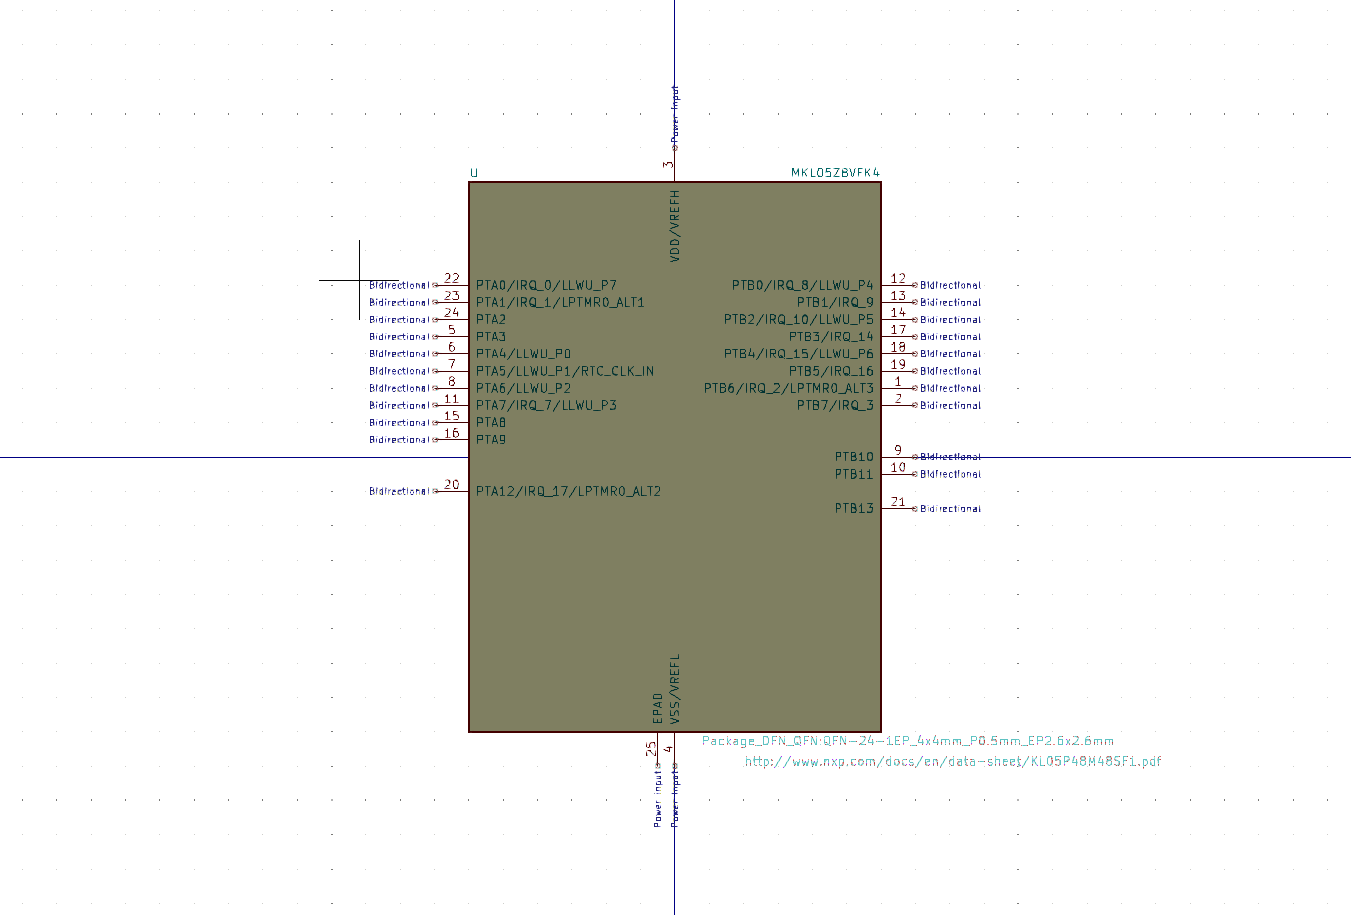 Power Input
3
U
MKL05Z8VFK4
VDD/VREFH
Bidirectional 22 PTA0/IRQ_0/LLWU_P7
PTB0/IRQ_8/LLWU_P4 12 Bidirectional
Bidirectional 23 PTA1/IRQ_1/LPTMR0_ALT1
PTB1/IRQ_9 13 Bidirectional
Bidirectional 24 PTA2
PTB2/IRQ_10/LLWU_P5 14 Bidirectional
Bidirectional 5 PTA3
PTB3/IRQ_14 17 Bidirectional
Bidirectional 6 PTA4/LLWU_P0
PTB4/IRQ_15/LLWU_P6 18 Bidirectional
Bidirectional 7 PTA5/LLWU_P1/RTC_CLK_IN
PTB5/IRQ_16 19 Bidirectional
Bidirectional 8 PTA6/LLWU_P2
PTB6/IRQ_2/LPTMR0_ALT3 1 Bidirectional
Bidirectional 11 PTA7/IRQ_7/LLWU_P3
PTB7/IRQ_3 2 Bidirectional
Bidirectional 15 PTA8
Bidirectional 16 PTA9
PTB10 9 Bidirectional
PTB11 10 Bidirectional
Bidirectional 20 PTA12/IRQ_17/LPTMR0_ALT2
PTB13 21 Bidirectional
EPAD
VSS/VREFL
25
4
Package_DFN_QFN:QFN-24-1EP_4x4mm_P0.5mm_EP2.6x2.6mm
http://www.nxp.com/docs/en/data-sheet/KL05P48M48SF1.pdf
Power Input
Power Input